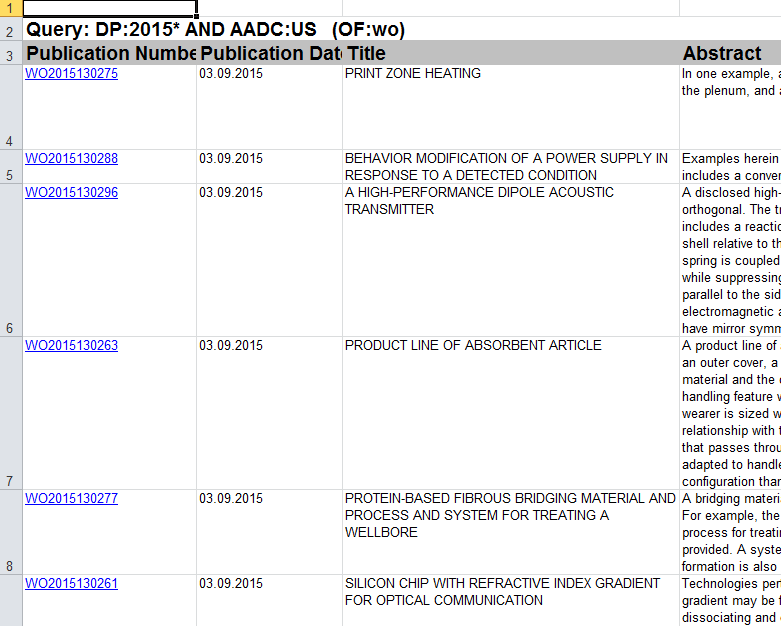 1
2 Query: DP:2015* AND AADC:US (OF:wo)
3 Publication Numbe Publication Dat Title Abstract
WO2015130275 03.09.2015 PRINT ZONE HEATING In one example,
the plenum, and
4
WO2015130288 03.09.2015 BEHAVIOR MODIFICATION OF A POWER SUPPLY IN Examples herein
5 RESPONSE TO A DETECTED CONDITION includes a conver
WO2015130296 03.09.2015 A HIGH-PERFORMANCE DIPOLE ACOUSTIC A disclosed high-
TRANSMITTER orthogonal. The tr
includes a reactio
shell relative to th
spring is coupled
while suppressing
parallel to the sid
electromagnetic a
6 have mirror symm
WO2015130263 03.09.2015 PRODUCT LINE OF ABSORBENT ARTICLE A product line of
an outer cover, a
material and the
handling feature w
wearer is sized w
relationship with t
that passes throu
adapted to handle
7 configuration than
WO2015130277 03.09.2015 PROTEIN-BASED FIBROUS BRIDGING MATERIAL AND A bridging materia
PROCESS AND SYSTEM FOR TREATING A For example, the
WELLBORE process for treati
provided. A syste
8 formation is also
WO2015130261 03.09.2015 SILICON CHIP WITH REFRACTIVE INDEX GRADIENT Technologies pert
FOR OPTICAL COMMUNICATION gradient may be f
dissociating and